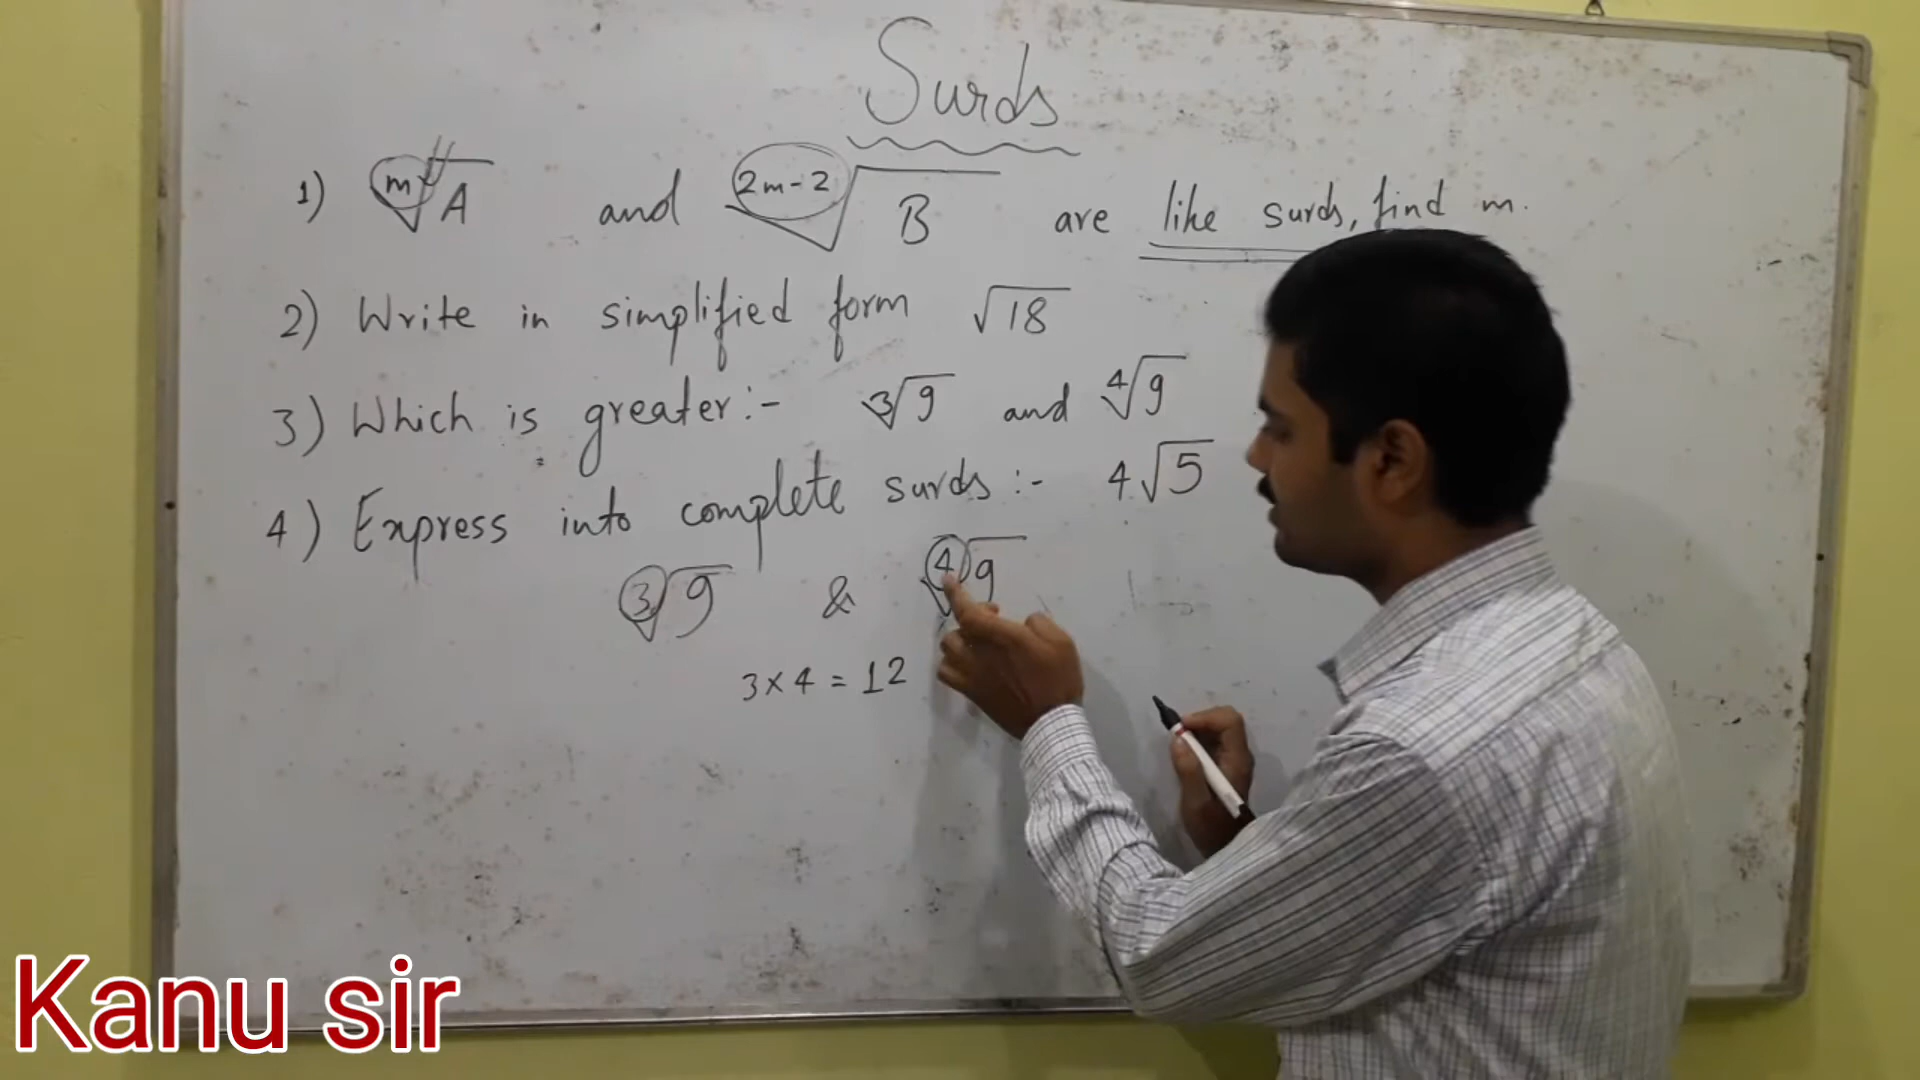 Surds
1) ᵐ√A and ²ᵐ⁻²√B are like surds, find m.
2) Write in simplified form √18
3) Which is greater:- ³√9 and ⁴√9
4) Express into complete surds:- 4√5
³√9 & ⁴√9
3×4 = 12
Kanu sir